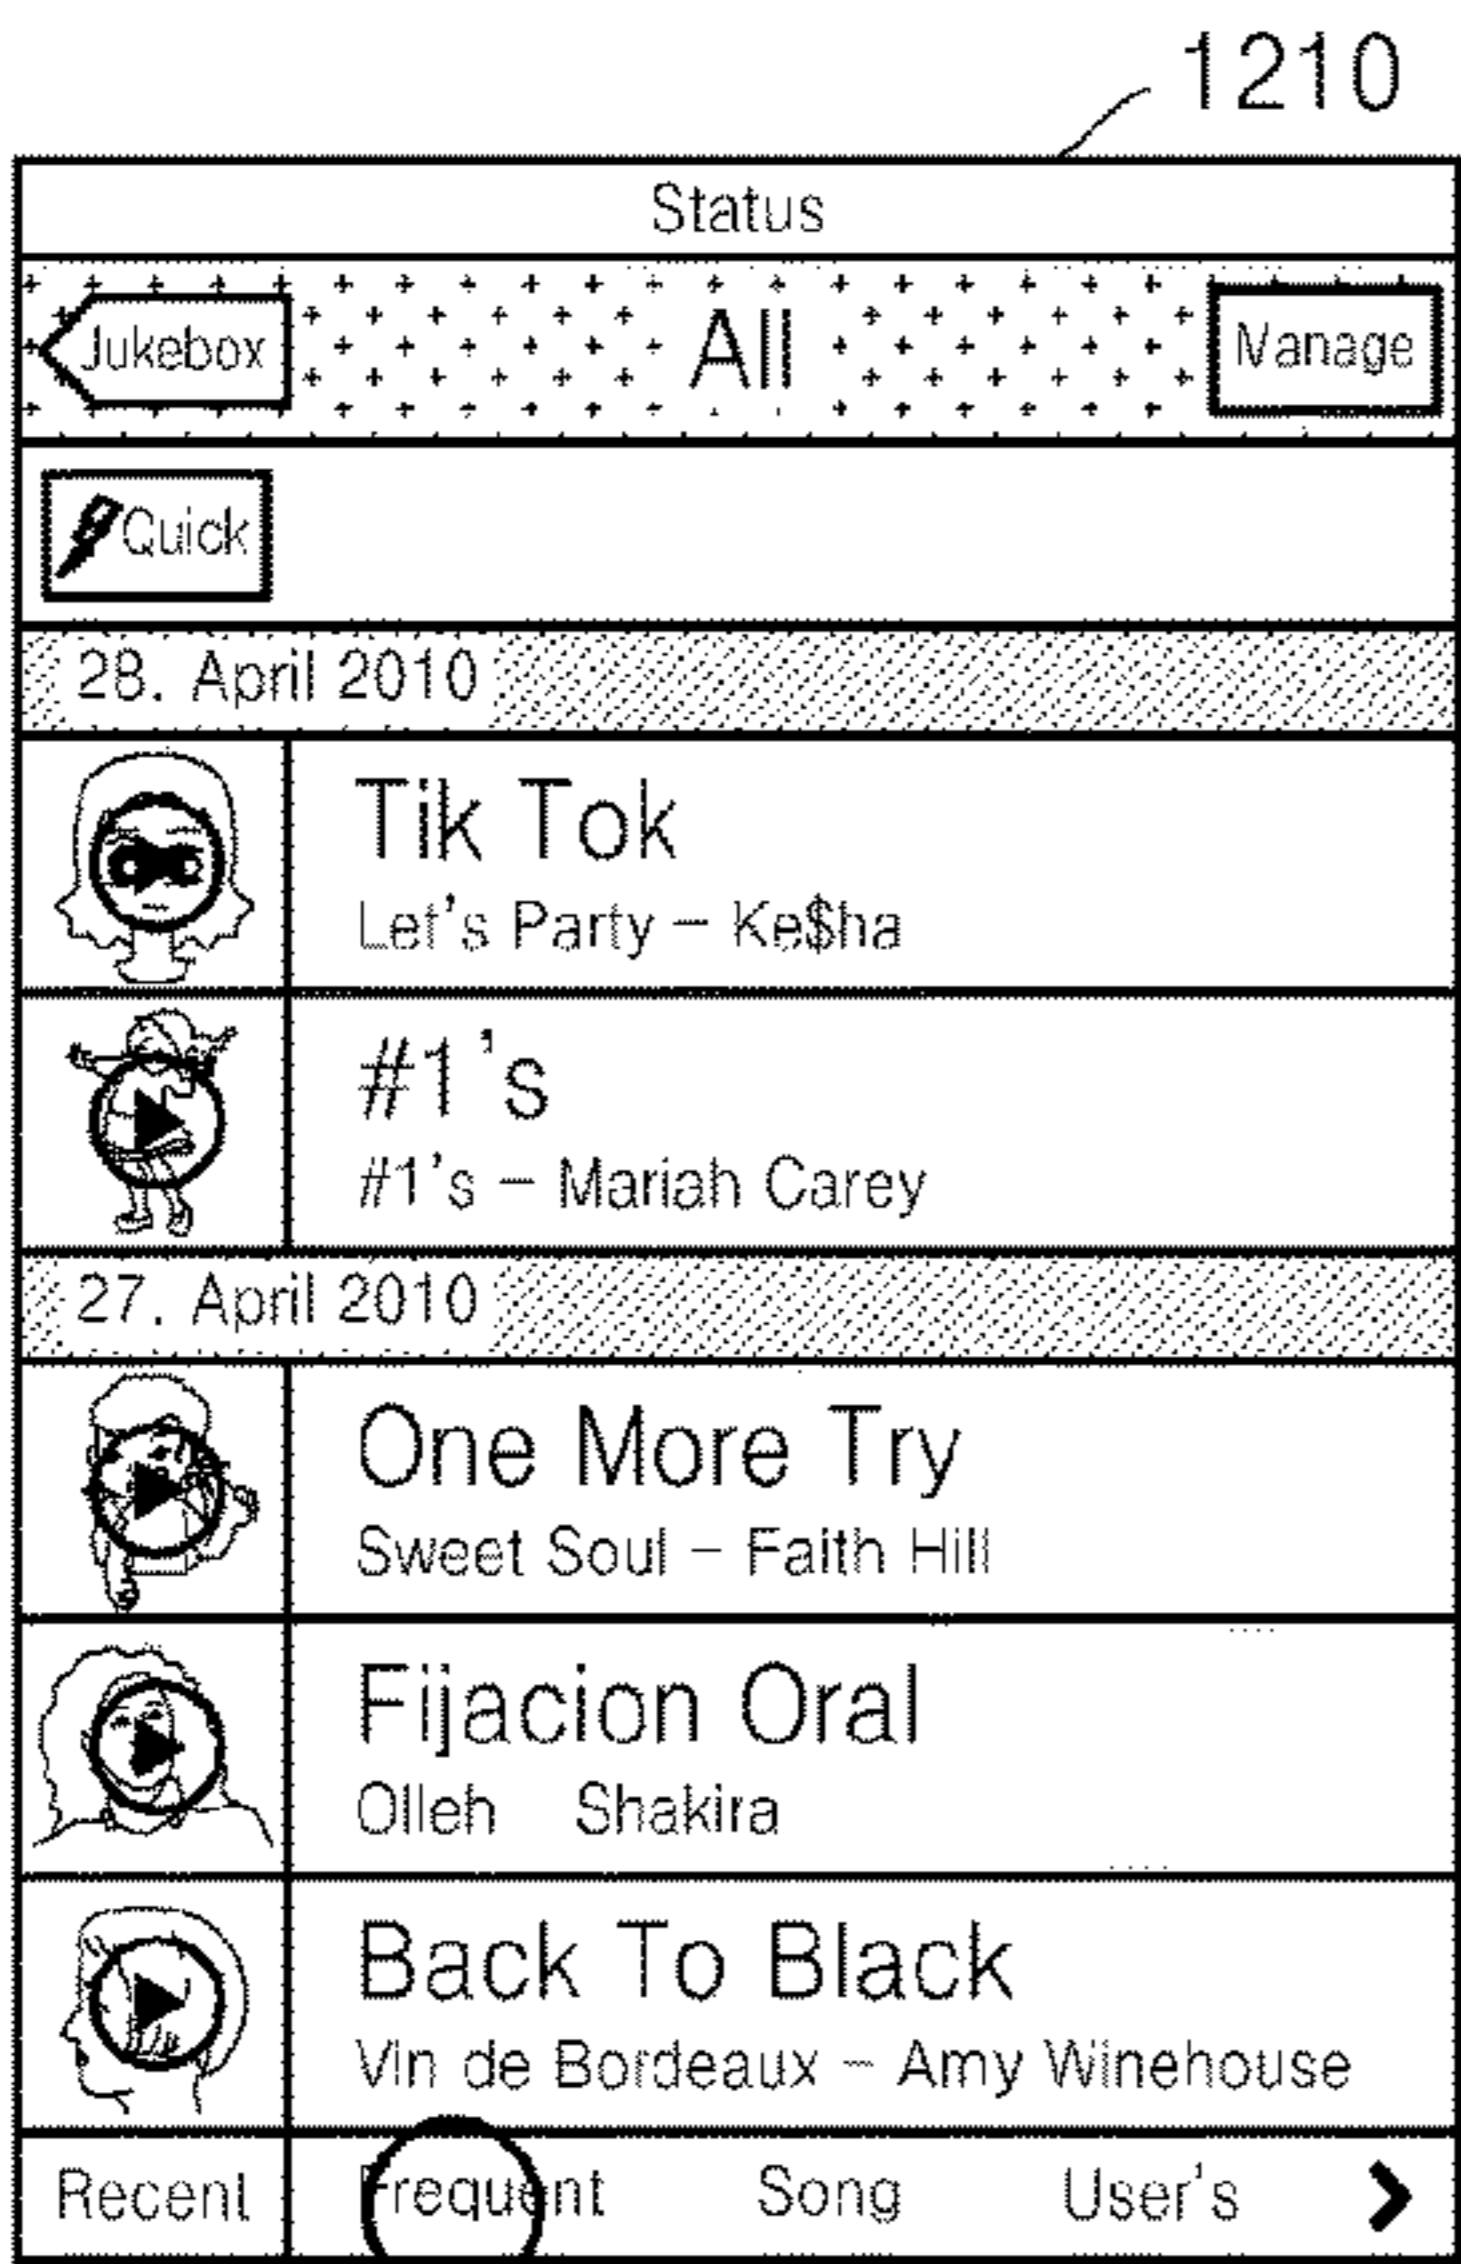 1210
Status
Jukebox All Manage
Quick
28. April 2010
Tik Tok
Let's Party – Ke$ha
#1's
#1's – Mariah Carey
27. April 2010
One More Try
Sweet Soul – Faith Hill
Fijacion Oral
Olleh Shakira
Back To Black
Vin de Bordeaux – Amy Winehouse
Recent Frequent Song User's